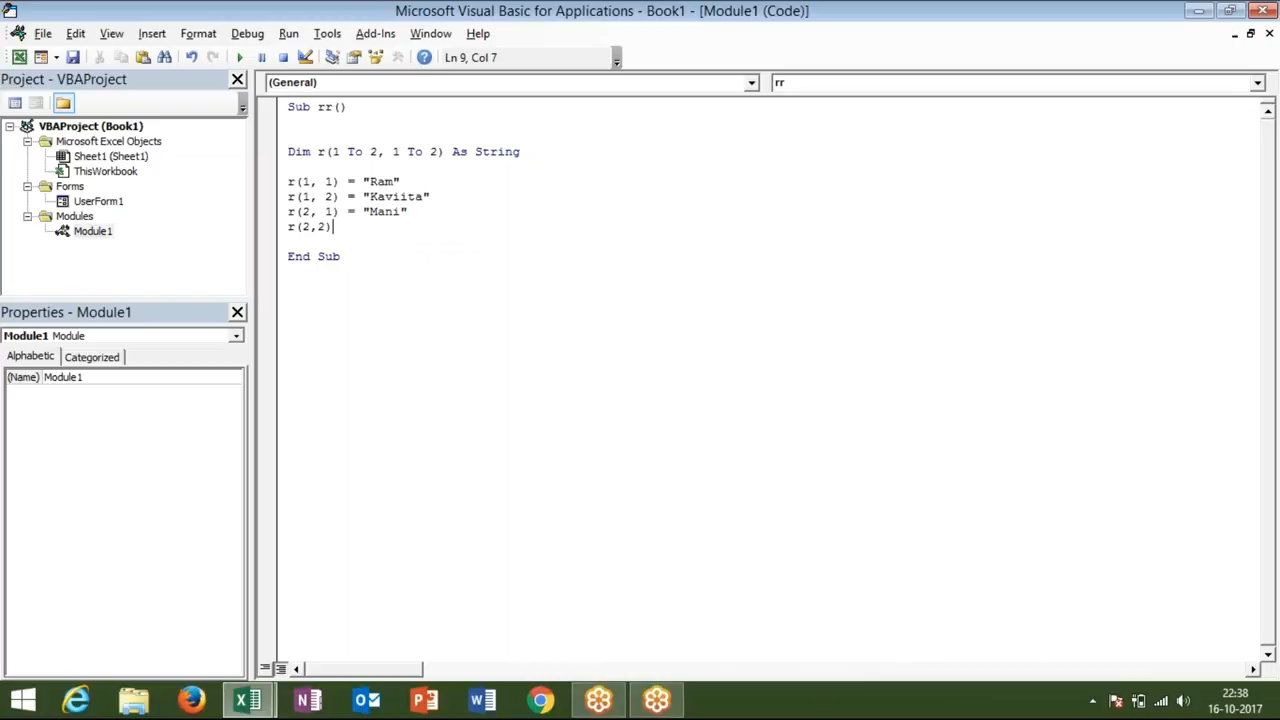 Microsoft Visual Basic for Applications - Book1 - [Module1 (Code)]
File Edit View Insert Format Debug Run Tools Add-Ins Window Help
Ln 9, Col 7
Project - VBAProject
(General)
rr
VBAProject (Book1)
Microsoft Excel Objects
Sheet1 (Sheet1)
ThisWorkbook
Forms
UserForm1
Modules
Module1
Sub rr()
Dim r(1 To 2, 1 To 2) As String
r(1, 1) = "Ram"
r(1, 2) = "Kaviita"
r(2, 1) = "Mani"
r(2,2)
End Sub
Properties - Module1
Module1 Module
Alphabetic Categorized
(Name) Module1
22:38
16-10-2017